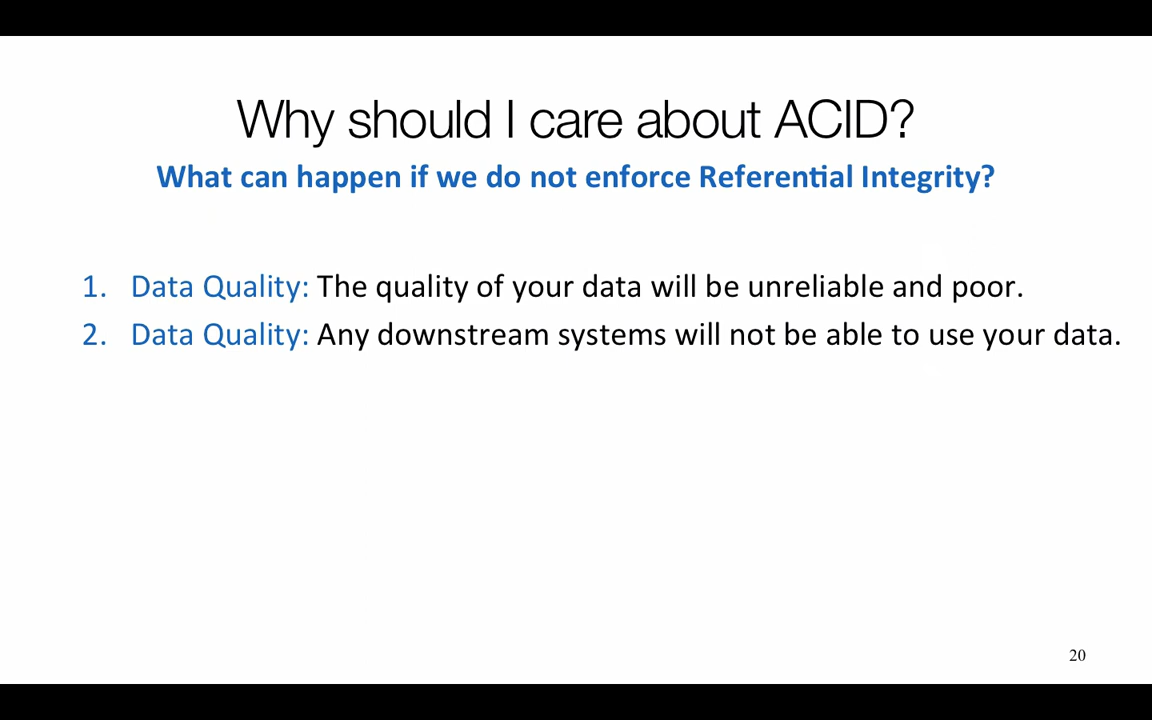 Why should I care about ACID?
What can happen if we do not enforce Referential Integrity?
1. Data Quality: The quality of your data will be unreliable and poor.
2. Data Quality: Any downstream systems will not be able to use your data.
20